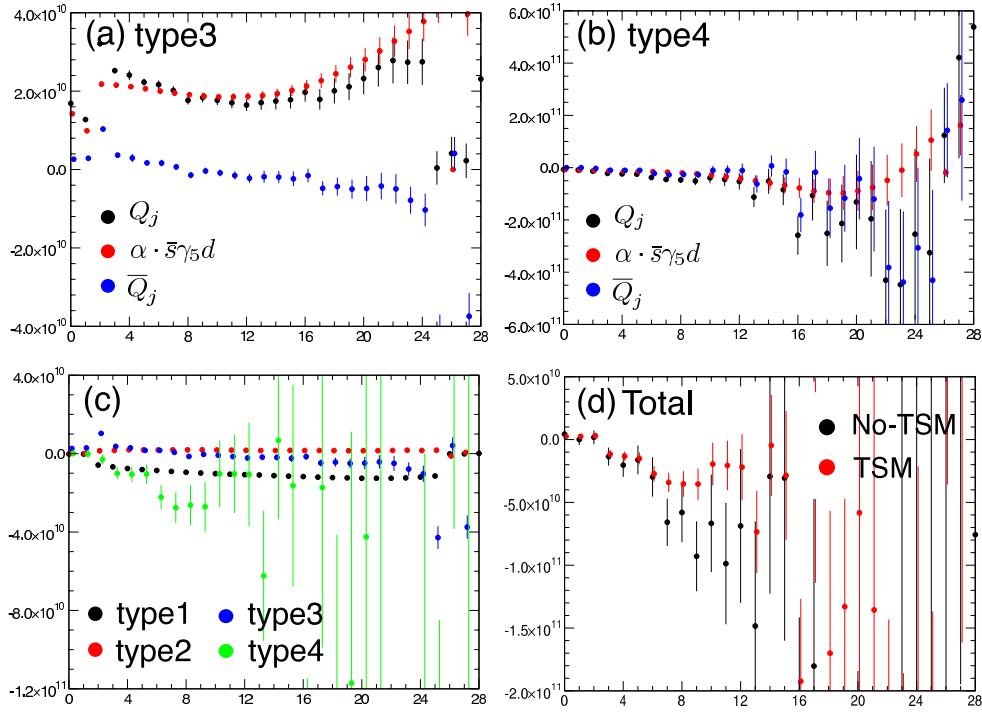 (a) type3
4.0×10¹⁰
2.0×10¹⁰
0.0
-2.0×10¹⁰
-4.0×10¹⁰
Q_j
α · s̄γ₅d
Q̅_j
0 4 8 12 16 20 24 28
(b) type4
6.0×10¹¹
4.0×10¹¹
2.0×10¹¹
0.0
-2.0×10¹¹
-4.0×10¹¹
-6.0×10¹¹
Q_j
α · s̄γ₅d
Q̅_j
0 4 8 12 16 20 24 28
(c)
4.0×10¹⁰
0.0
-4.0×10¹⁰
-8.0×10¹⁰
-1.2×10¹¹
type1 type3
type2 type4
0 4 8 12 16 20 24 28
(d) Total
5.0×10¹⁰
0.0
-5.0×10¹⁰
-1.0×10¹¹
-1.5×10¹¹
-2.0×10¹¹
No-TSM
TSM
0 4 8 12 16 20 24 28